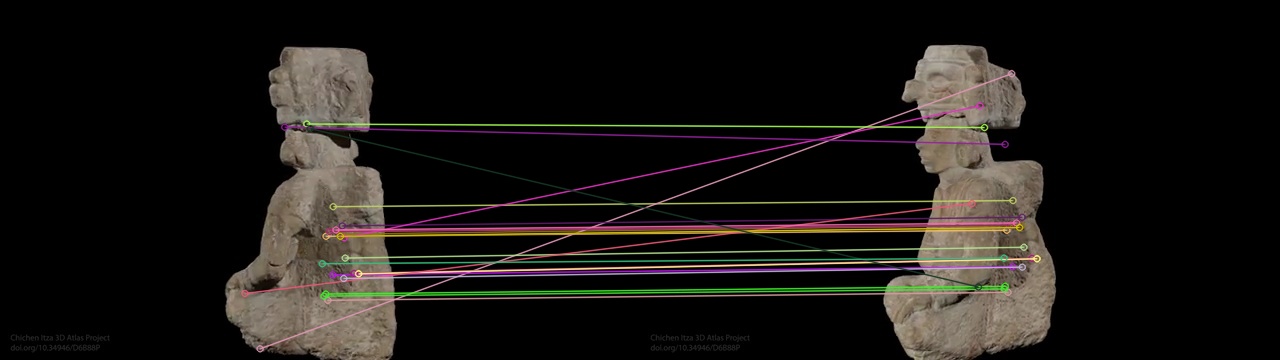 Chichen Itza 3D Atlas Project
doi.org/10.34946/D6B88P
Chichen Itza 3D Atlas Project
doi.org/10.34946/D6B88P